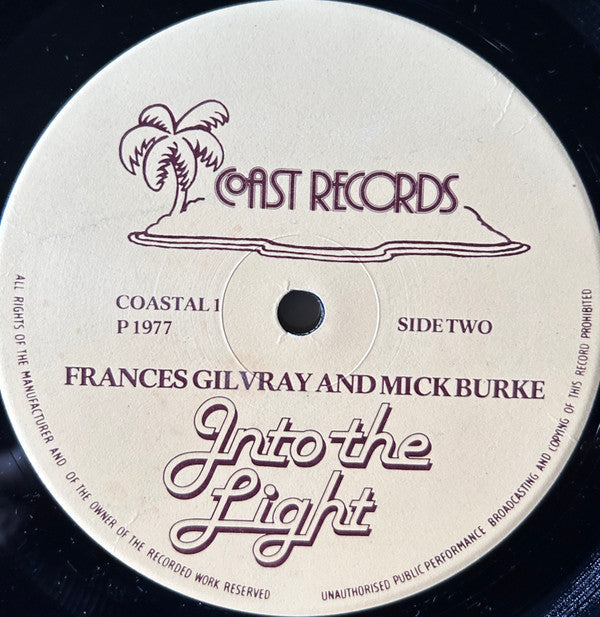 COAST RECORDS
COASTAL 1
P 1977
SIDE TWO
FRANCES GILVRAY AND MICK BURKE
Into the
Light
ALL RIGHTS OF THE MANUFACTURER AND OF THE OWNER OF THE RECORDED WORK RESERVED
UNAUTHORISED PUBLIC PERFORMANCE BROADCASTING AND COPYING OF THIS RECORD PROHIBITED